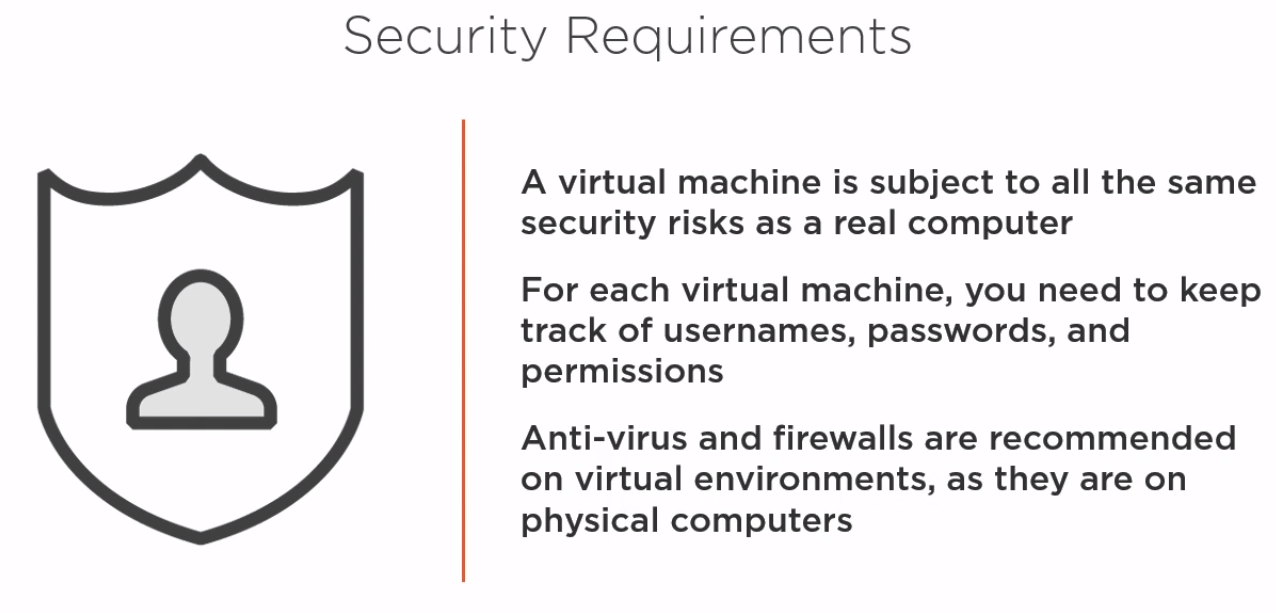 Security Requirements
A virtual machine is subject to all the same
security risks as a real computer
For each virtual machine, you need to keep
track of usernames, passwords, and
permissions
Anti-virus and firewalls are recommended
on virtual environments, as they are on
physical computers